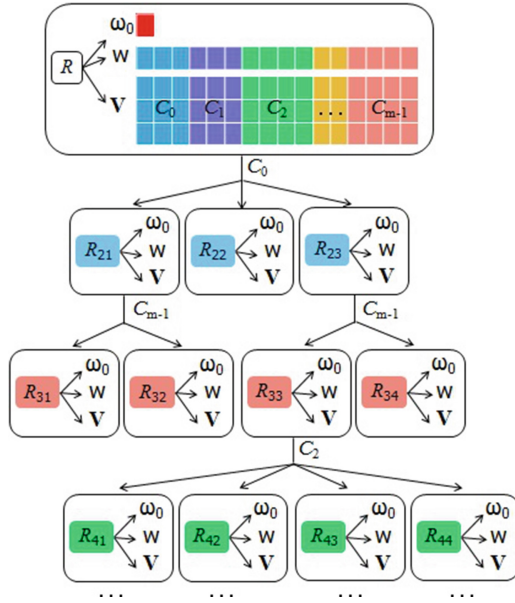 ω₀
R w
V C₀ C₁ C₂ ... Cₘ₋₁
C₀
ω₀ ω₀ ω₀
R₂₁ w R₂₂ w R₂₃ w
V V V
Cₘ₋₁ Cₘ₋₁
ω₀ ω₀ ω₀ ω₀
R₃₁ w R₃₂ w R₃₃ w R₃₄ w
V V V V
C₂
ω₀ ω₀ ω₀ ω₀
R₄₁ w R₄₂ w R₄₃ w R₄₄ w
V V V V
... ... ... ...